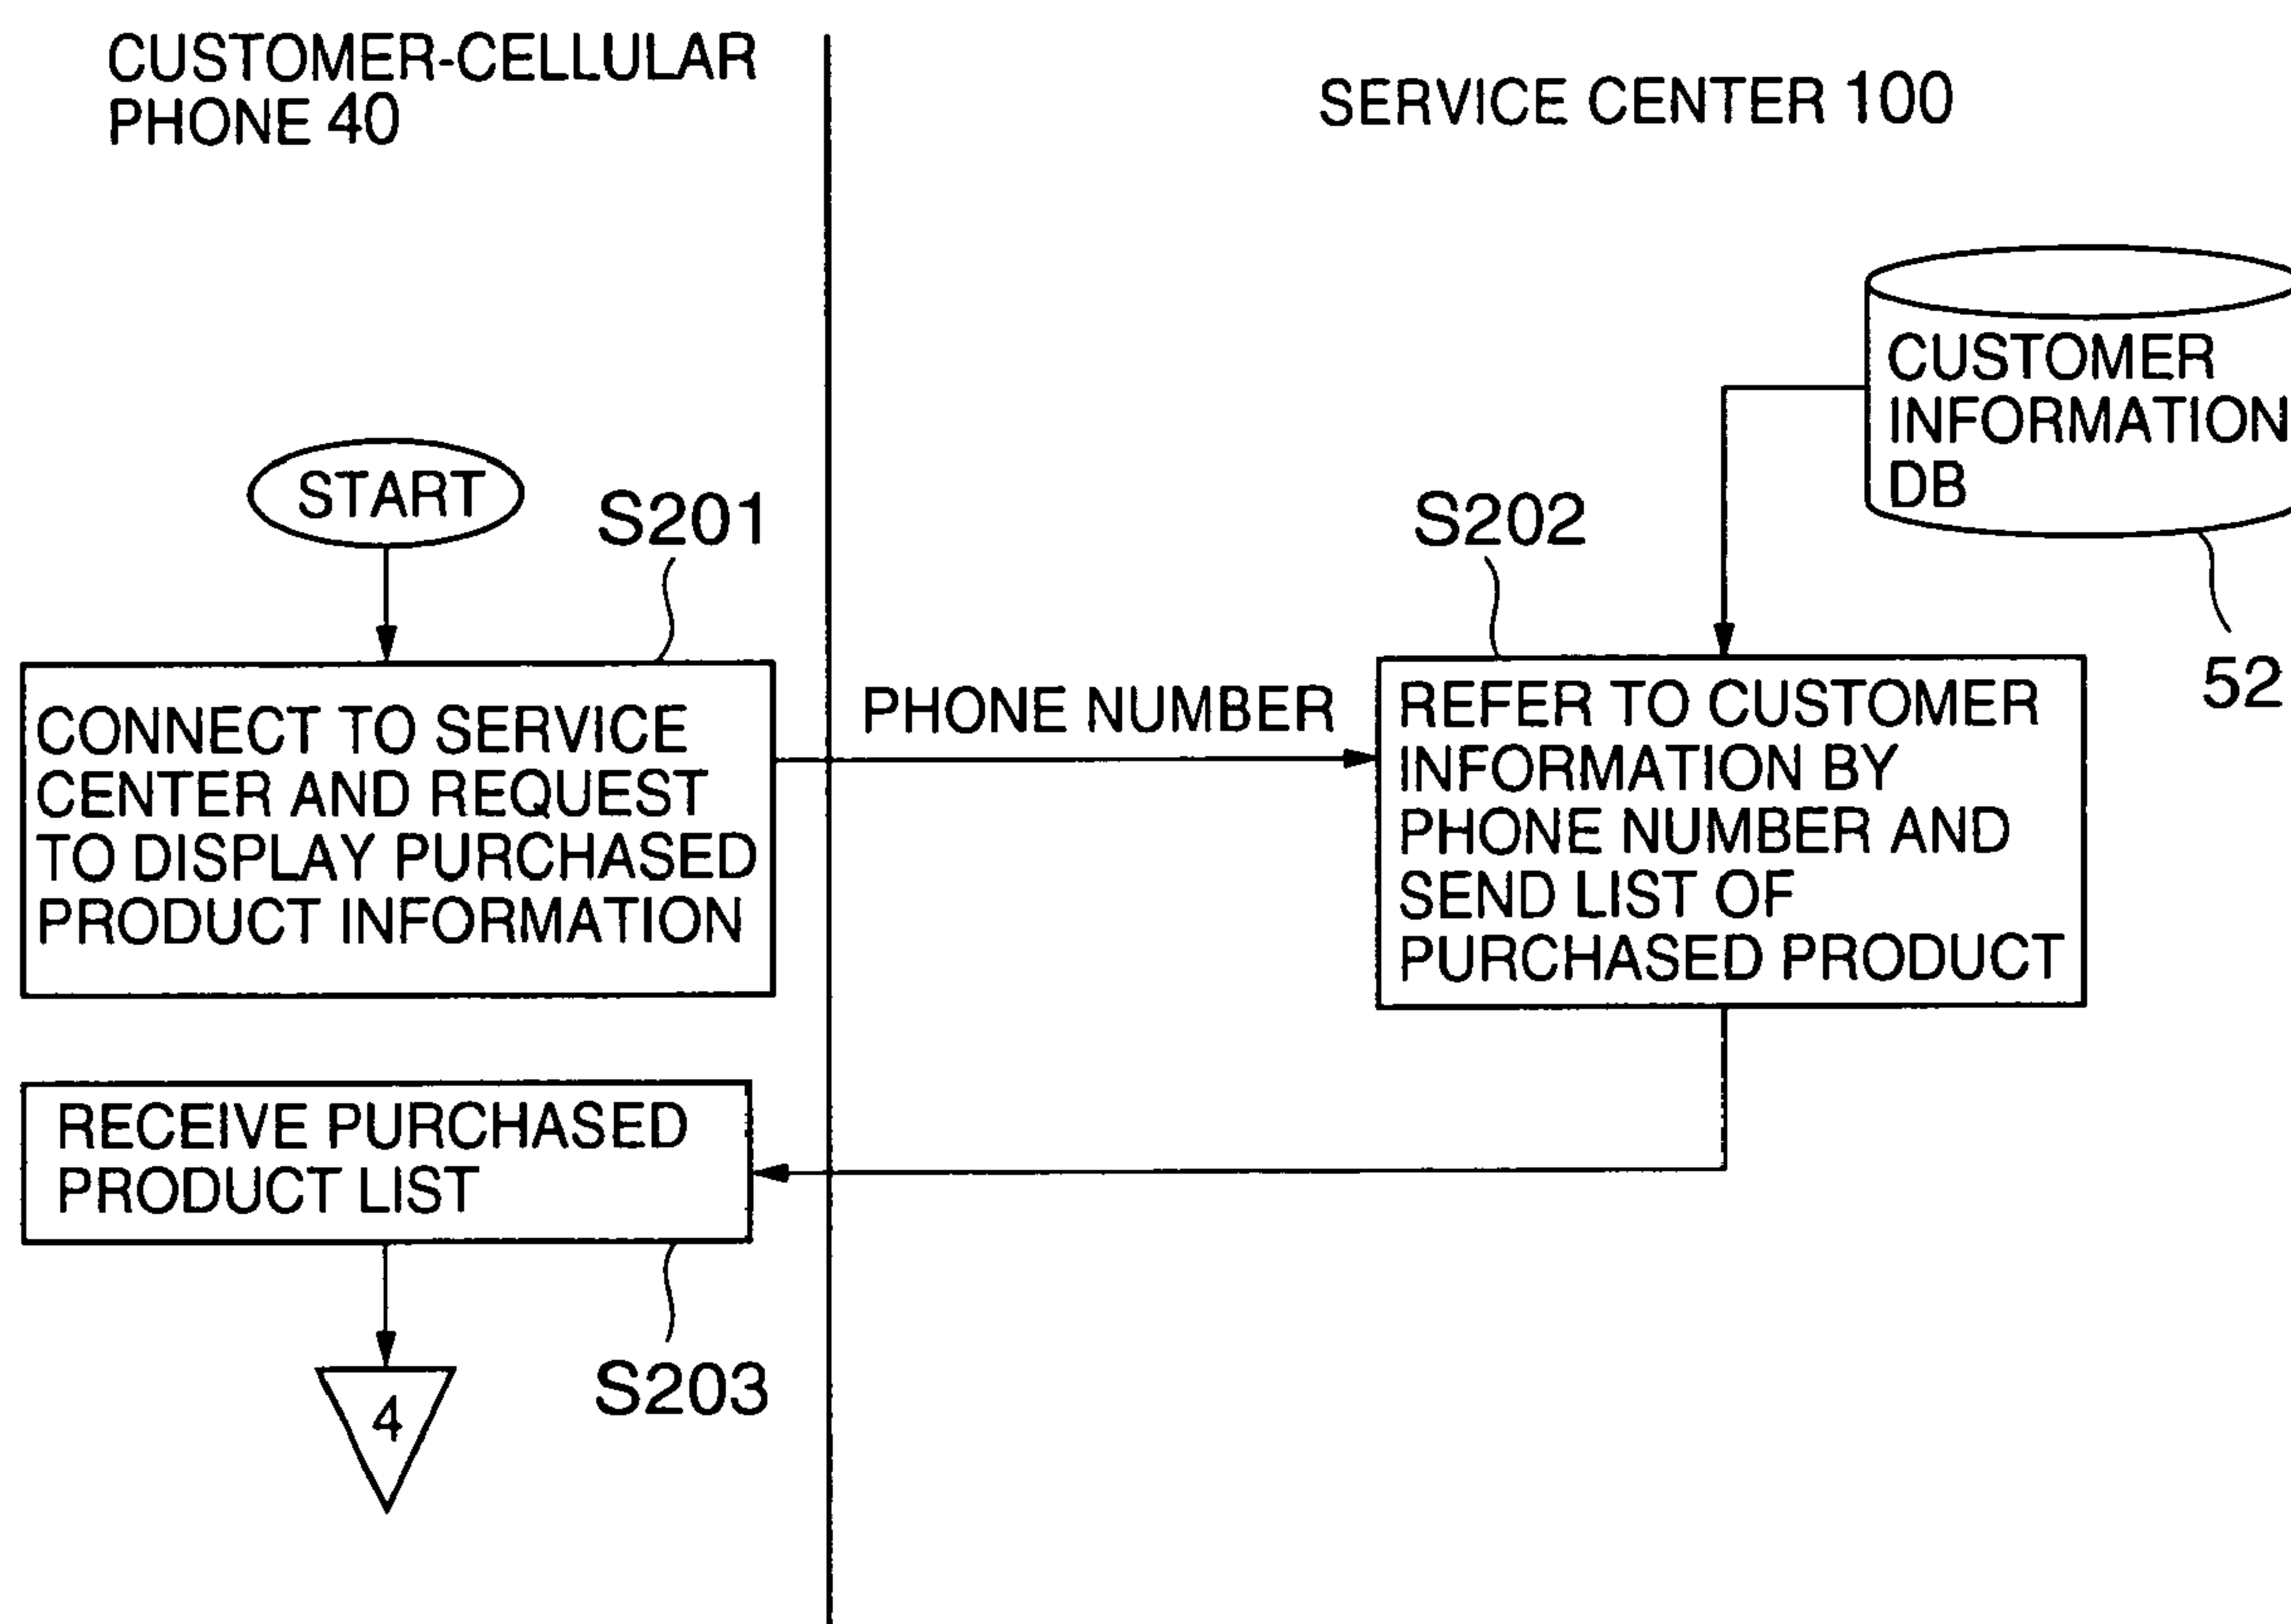 CUSTOMER-CELLULAR
PHONE 40
SERVICE CENTER 100
CUSTOMER
INFORMATION
DB
52
START
S201
S202
CONNECT TO SERVICE
CENTER AND REQUEST
TO DISPLAY PURCHASED
PRODUCT INFORMATION
PHONE NUMBER
REFER TO CUSTOMER
INFORMATION BY
PHONE NUMBER AND
SEND LIST OF
PURCHASED PRODUCT
RECEIVE PURCHASED
PRODUCT LIST
S203
4